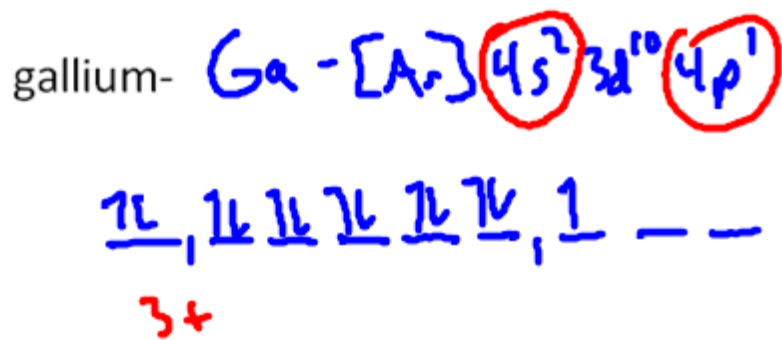 gallium- Ga - [Ar] 4s² 3d¹⁰ 4p¹
↿⇂, ↿⇂ ↿⇂ ↿⇂ ↿⇂ ↿⇂, ↿ _ _
3+